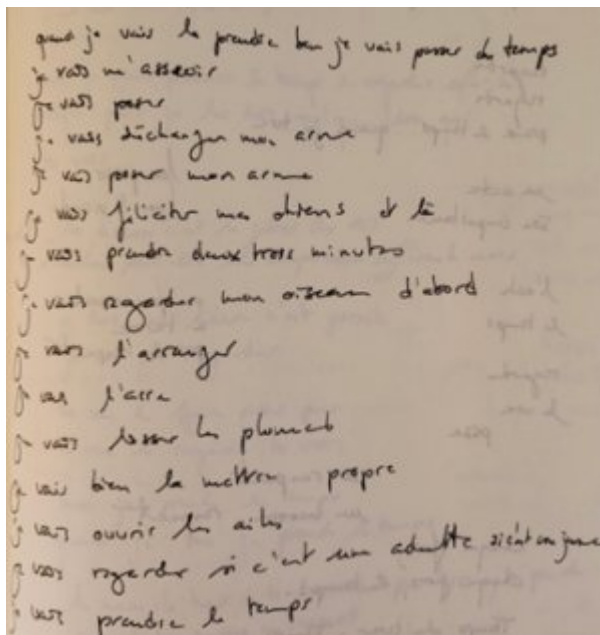 quand je vais la prendre ben je vais passer du temps
je vais m'asseoir
je vais poser
je vais décharger mon arme
je vais poser mon arme
je vais féliciter mes chiens et là
je vais prendre deux trois minutes
je vais regarder mon oiseau d'abord
je vais l'arranger
je vais
je vais lisser les plumes
je vais bien la mettre propre
je vais ouvrir les ailes
je vais regarder si c'est un adulte si c'est un jeune
je vais prendre le temps